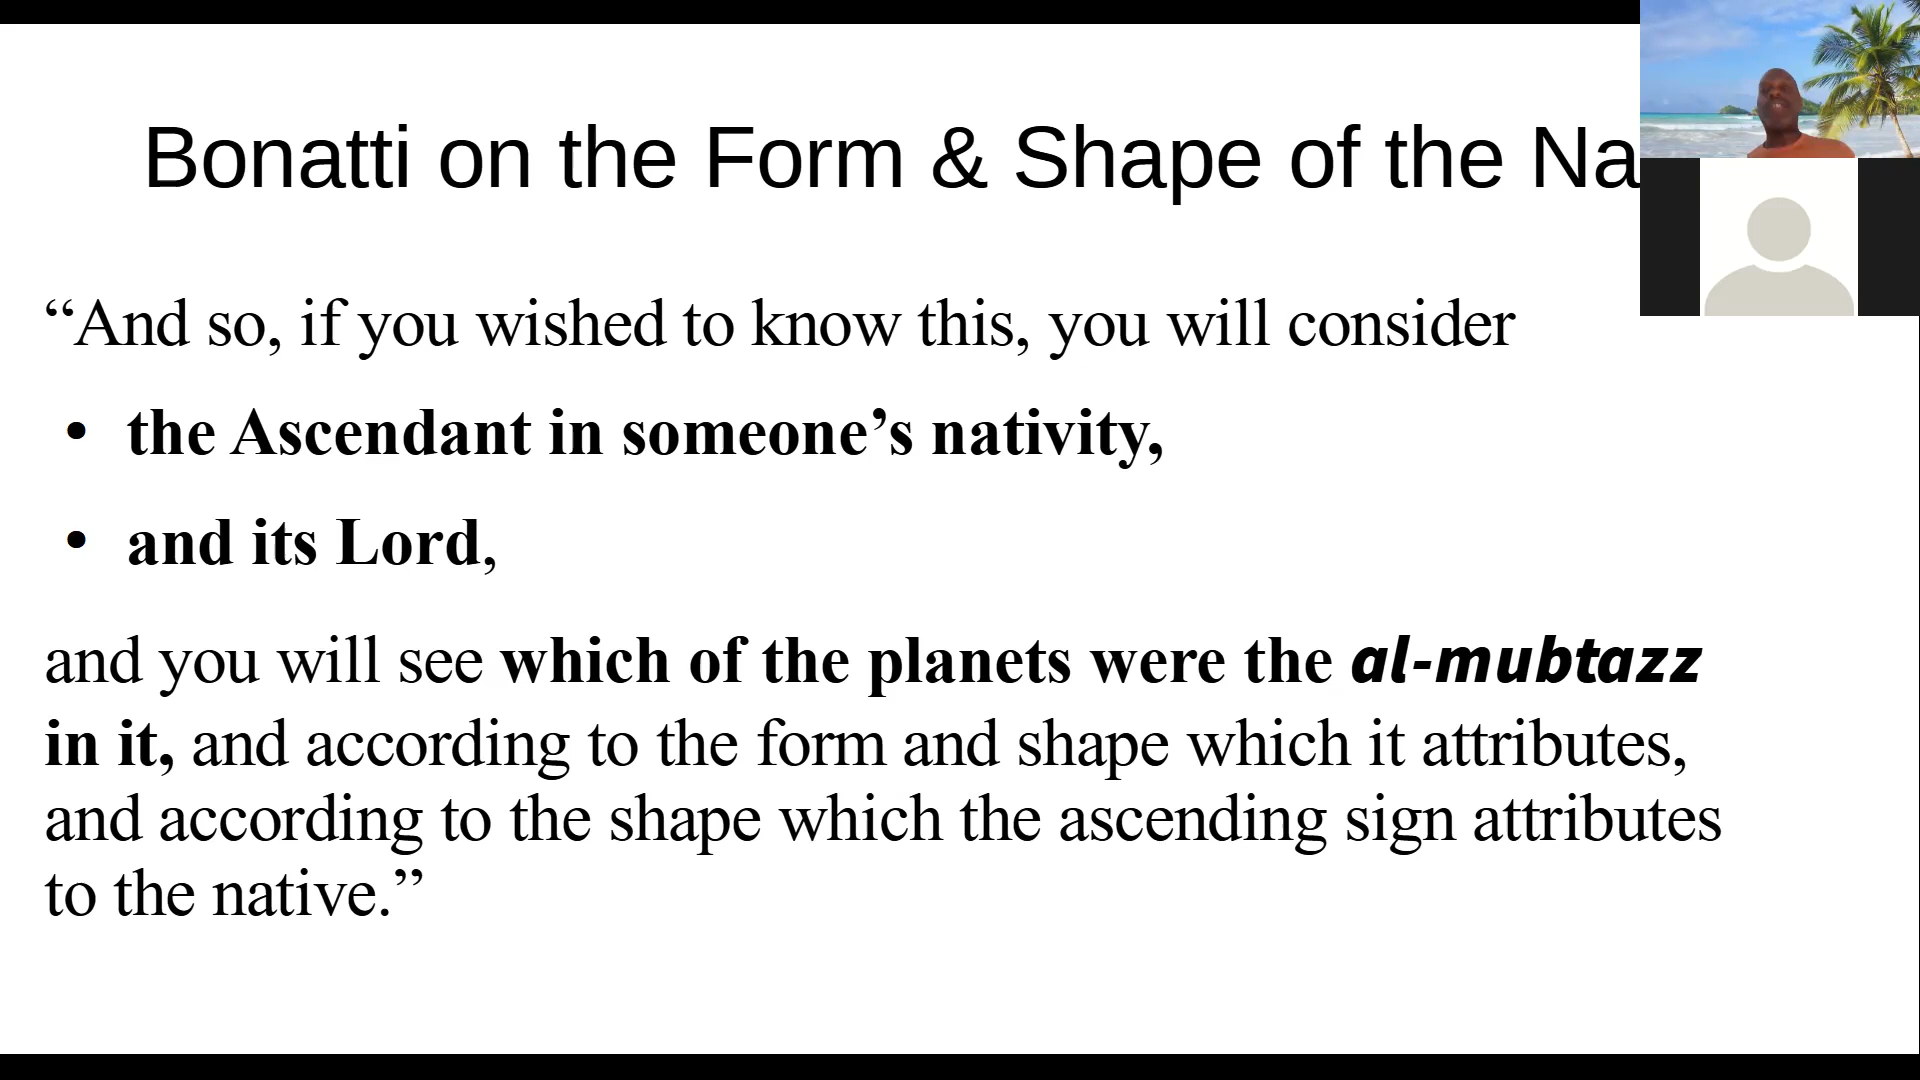 Bonatti on the Form & Shape of the Na
“And so, if you wished to know this, you will consider
• the Ascendant in someone’s nativity,
• and its Lord,
and you will see which of the planets were the al-mubtazz
in it, and according to the form and shape which it attributes,
and according to the shape which the ascending sign attributes
to the native.”